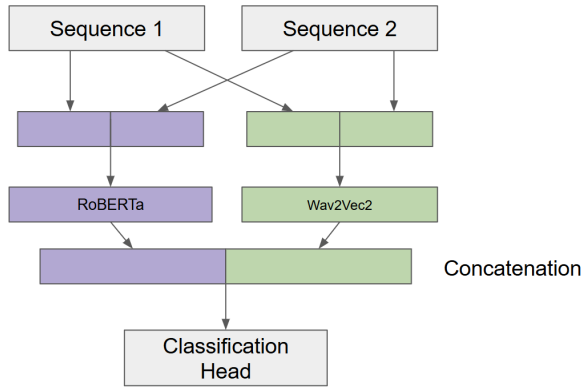 Sequence 1
Sequence 2
RoBERTa
Wav2Vec2
Concatenation
Classification
Head